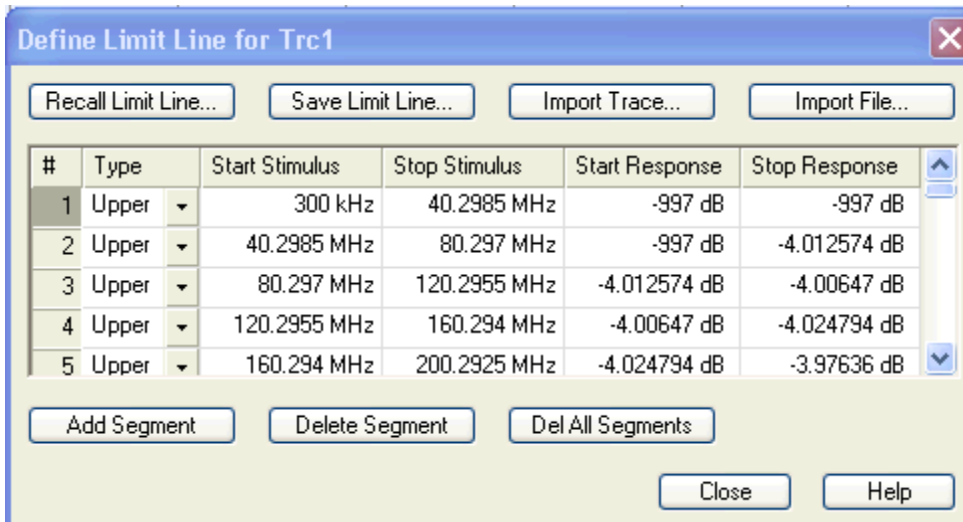 Define Limit Line for Trc1
Recall Limit Line... Save Limit Line... Import Trace... Import File...
# Type Start Stimulus Stop Stimulus Start Response Stop Response
1 Upper 300 kHz 40.2985 MHz -997 dB -997 dB
2 Upper 40.2985 MHz 80.297 MHz -997 dB -4.012574 dB
3 Upper 80.297 MHz 120.2955 MHz -4.012574 dB -4.00647 dB
4 Upper 120.2955 MHz 160.294 MHz -4.00647 dB -4.024794 dB
5 Upper 160.294 MHz 200.2925 MHz -4.024794 dB -3.97636 dB
Add Segment Delete Segment Del All Segments
Close Help